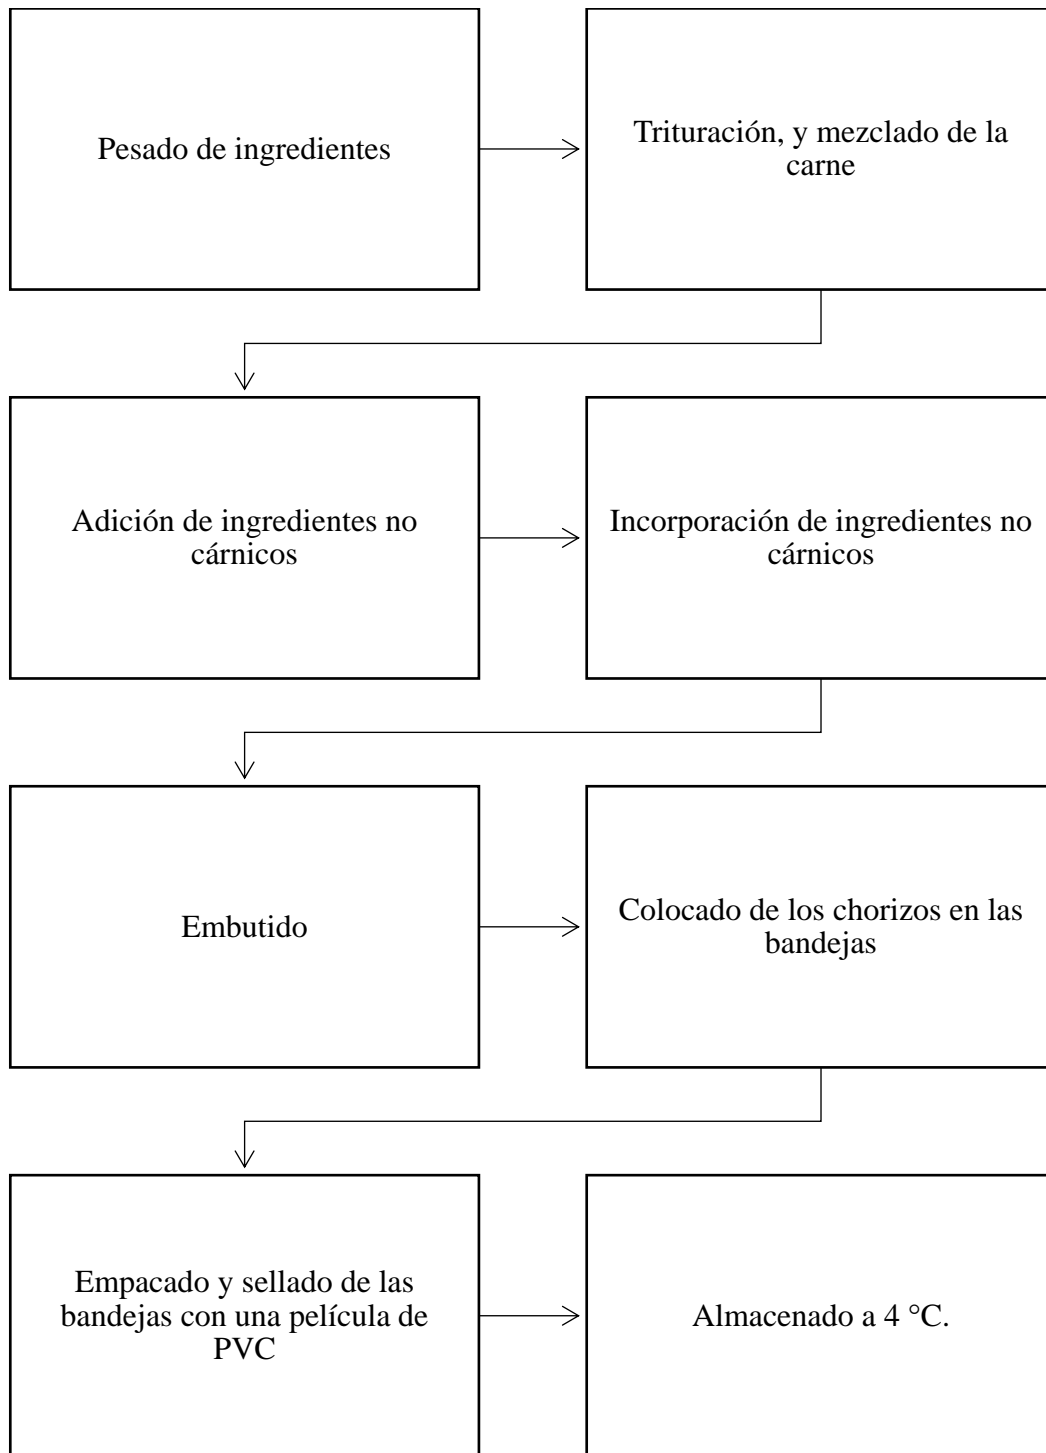 Pesado de ingredientes
Trituración, y mezclado de la
carne
Adición de ingredientes no
cárnicos
Incorporación de ingredientes no
cárnicos
Embutido
Colocado de los chorizos en las
bandejas
Empacado y sellado de las
bandejas con una película de
PVC
Almacenado a 4 °C.